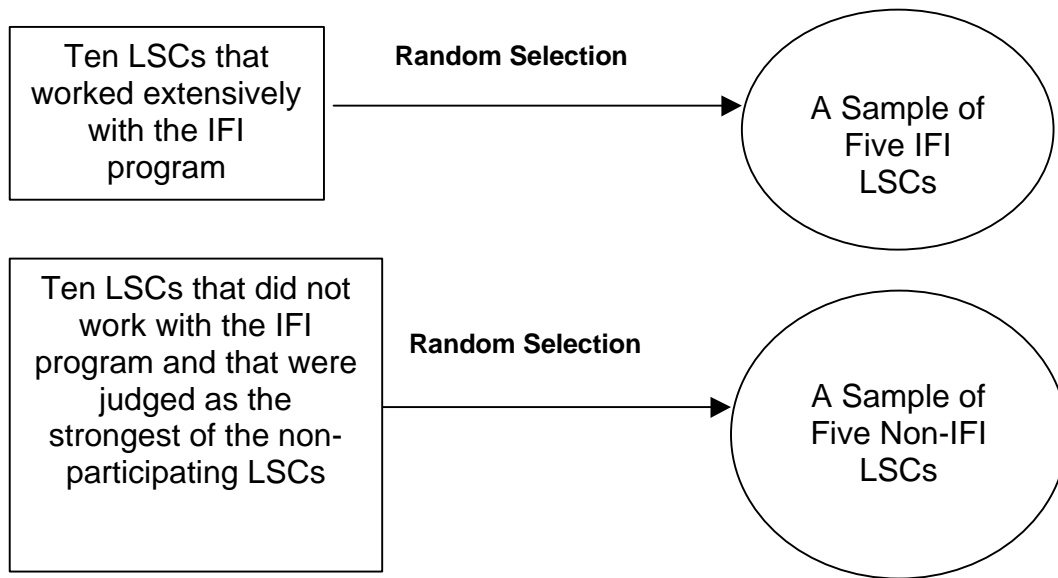 Ten LSCs that
worked extensively
with the IFI
program
Random Selection
A Sample of
Five IFI
LSCs
Ten LSCs that did not
work with the IFI
program and that were
judged as the
strongest of the non-
participating LSCs
Random Selection
A Sample of
Five Non-IFI
LSCs